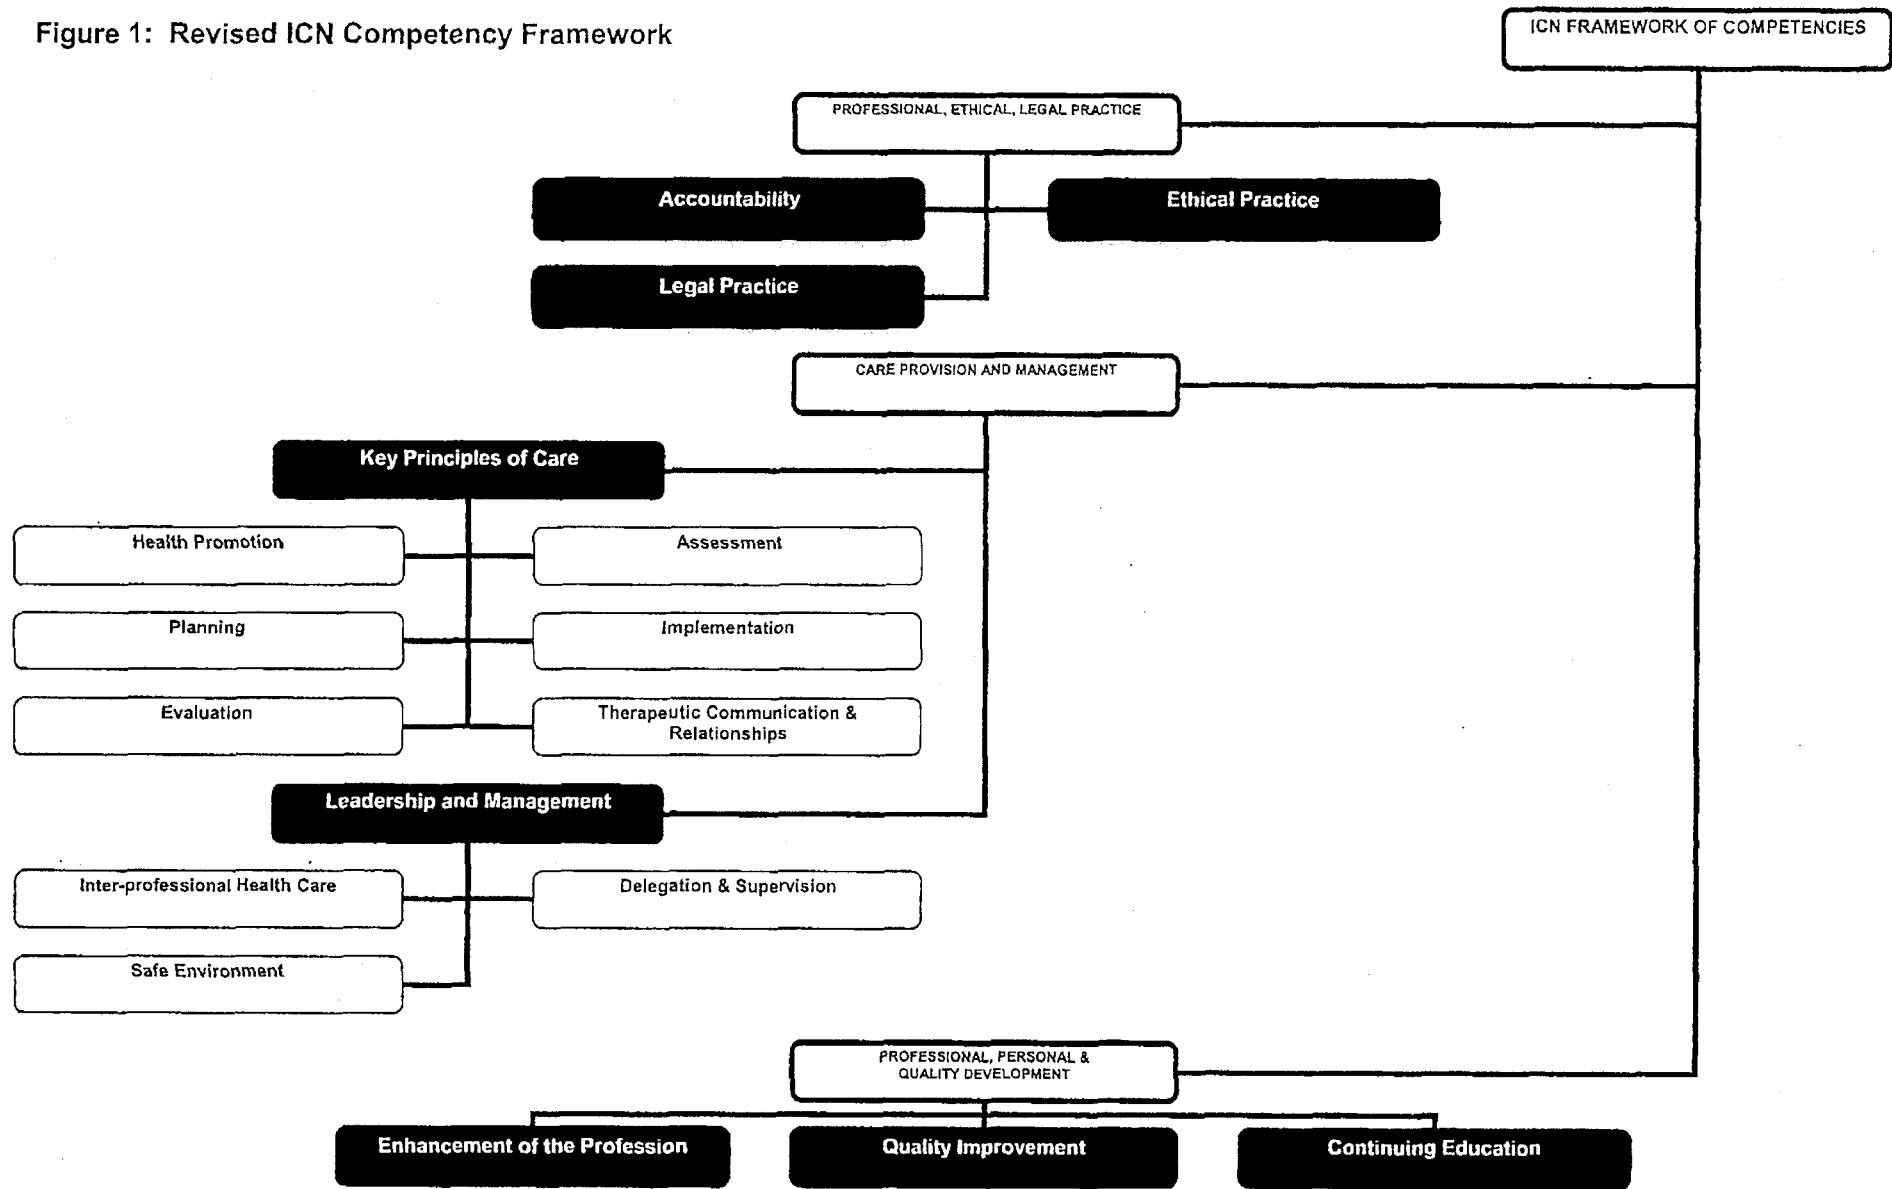 Figure 1: Revised ICN Competency Framework
ICN FRAMEWORK OF COMPETENCIES
PROFESSIONAL, ETHICAL, LEGAL PRACTICE
Accountability
Ethical Practice
Legal Practice
CARE PROVISION AND MANAGEMENT
Key Principles of Care
Health Promotion
Assessment
Planning
Implementation
Evaluation
Therapeutic Communication &
Relationships
Leadership and Management
Inter-professional Health Care
Delegation & Supervision
Safe Environment
PROFESSIONAL, PERSONAL &
QUALITY DEVELOPMENT
Enhancement of the Profession
Quality Improvement
Continuing Education